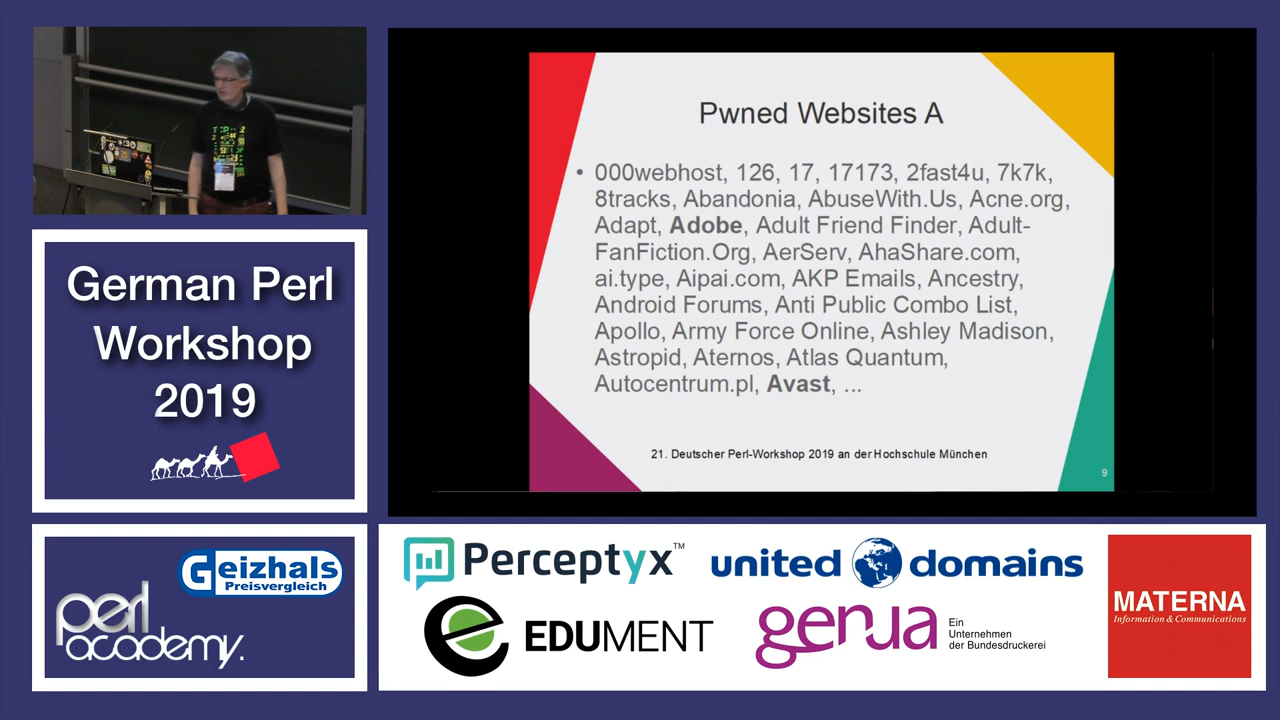 German Perl
Workshop
2019
Geizhals
Preisvergleich
perl
academy.
Pwned Websites A
• 000webhost, 126, 17, 17173, 2fast4u, 7k7k,
8tracks, Abandonia, AbuseWith.Us, Acne.org,
Adapt, Adobe, Adult Friend Finder, Adult-
FanFiction.Org, AerServ, AhaShare.com,
ai.type, Aipai.com, AKP Emails, Ancestry,
Android Forums, Anti Public Combo List,
Apollo, Army Force Online, Ashley Madison,
Astropid, Aternos, Atlas Quantum,
Autocentrum.pl, Avast, ...
21. Deutscher Perl-Workshop 2019 an der Hochschule München
9
Perceptyx™
united domains
EDUMENT
genua
Ein
Unternehmen
der Bundesdruckerei
MATERNA
Information & Communications